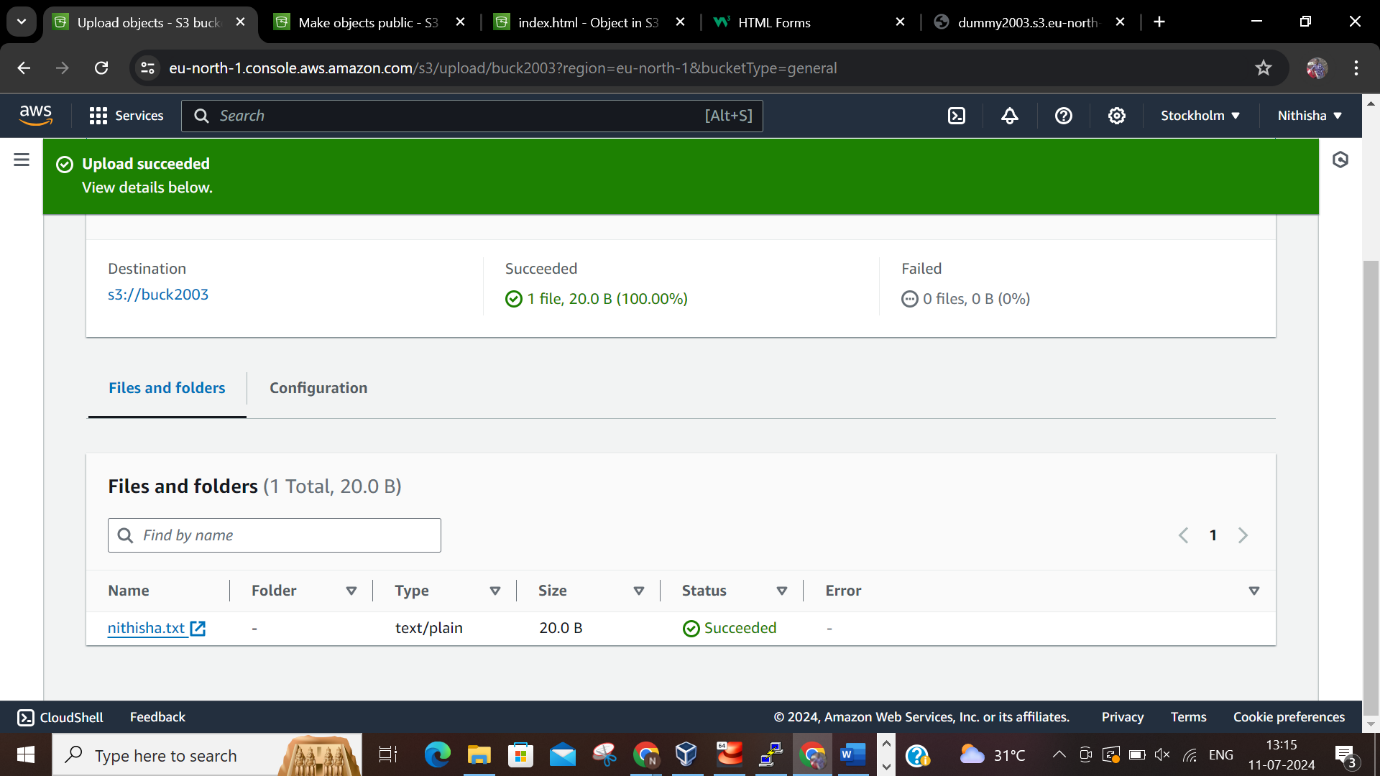 Upload objects - S3 buck
Make objects public - S3
index.html - Object in S3
HTML Forms
dummy2003.s3.eu-north-
eu-north-1.console.aws.amazon.com/s3/upload/buck2003?region=eu-north-1&bucketType=general
aws
Services
Search
[Alt+S]
Stockholm
Nithisha
Upload succeeded
View details below.
Destination
Succeeded
Failed
s3://buck2003
1 file, 20.0 B (100.00%)
0 files, 0 B (0%)
Files and folders
Configuration
Files and folders (1 Total, 20.0 B)
Find by name
1
Name
Folder
Type
Size
Status
Error
nithisha.txt
-
text/plain
20.0 B
Succeeded
-
CloudShell
Feedback
© 2024, Amazon Web Services, Inc. or its affiliates.
Privacy
Terms
Cookie preferences
Type here to search
N
64
31°C
ENG
13:15
11-07-2024
3